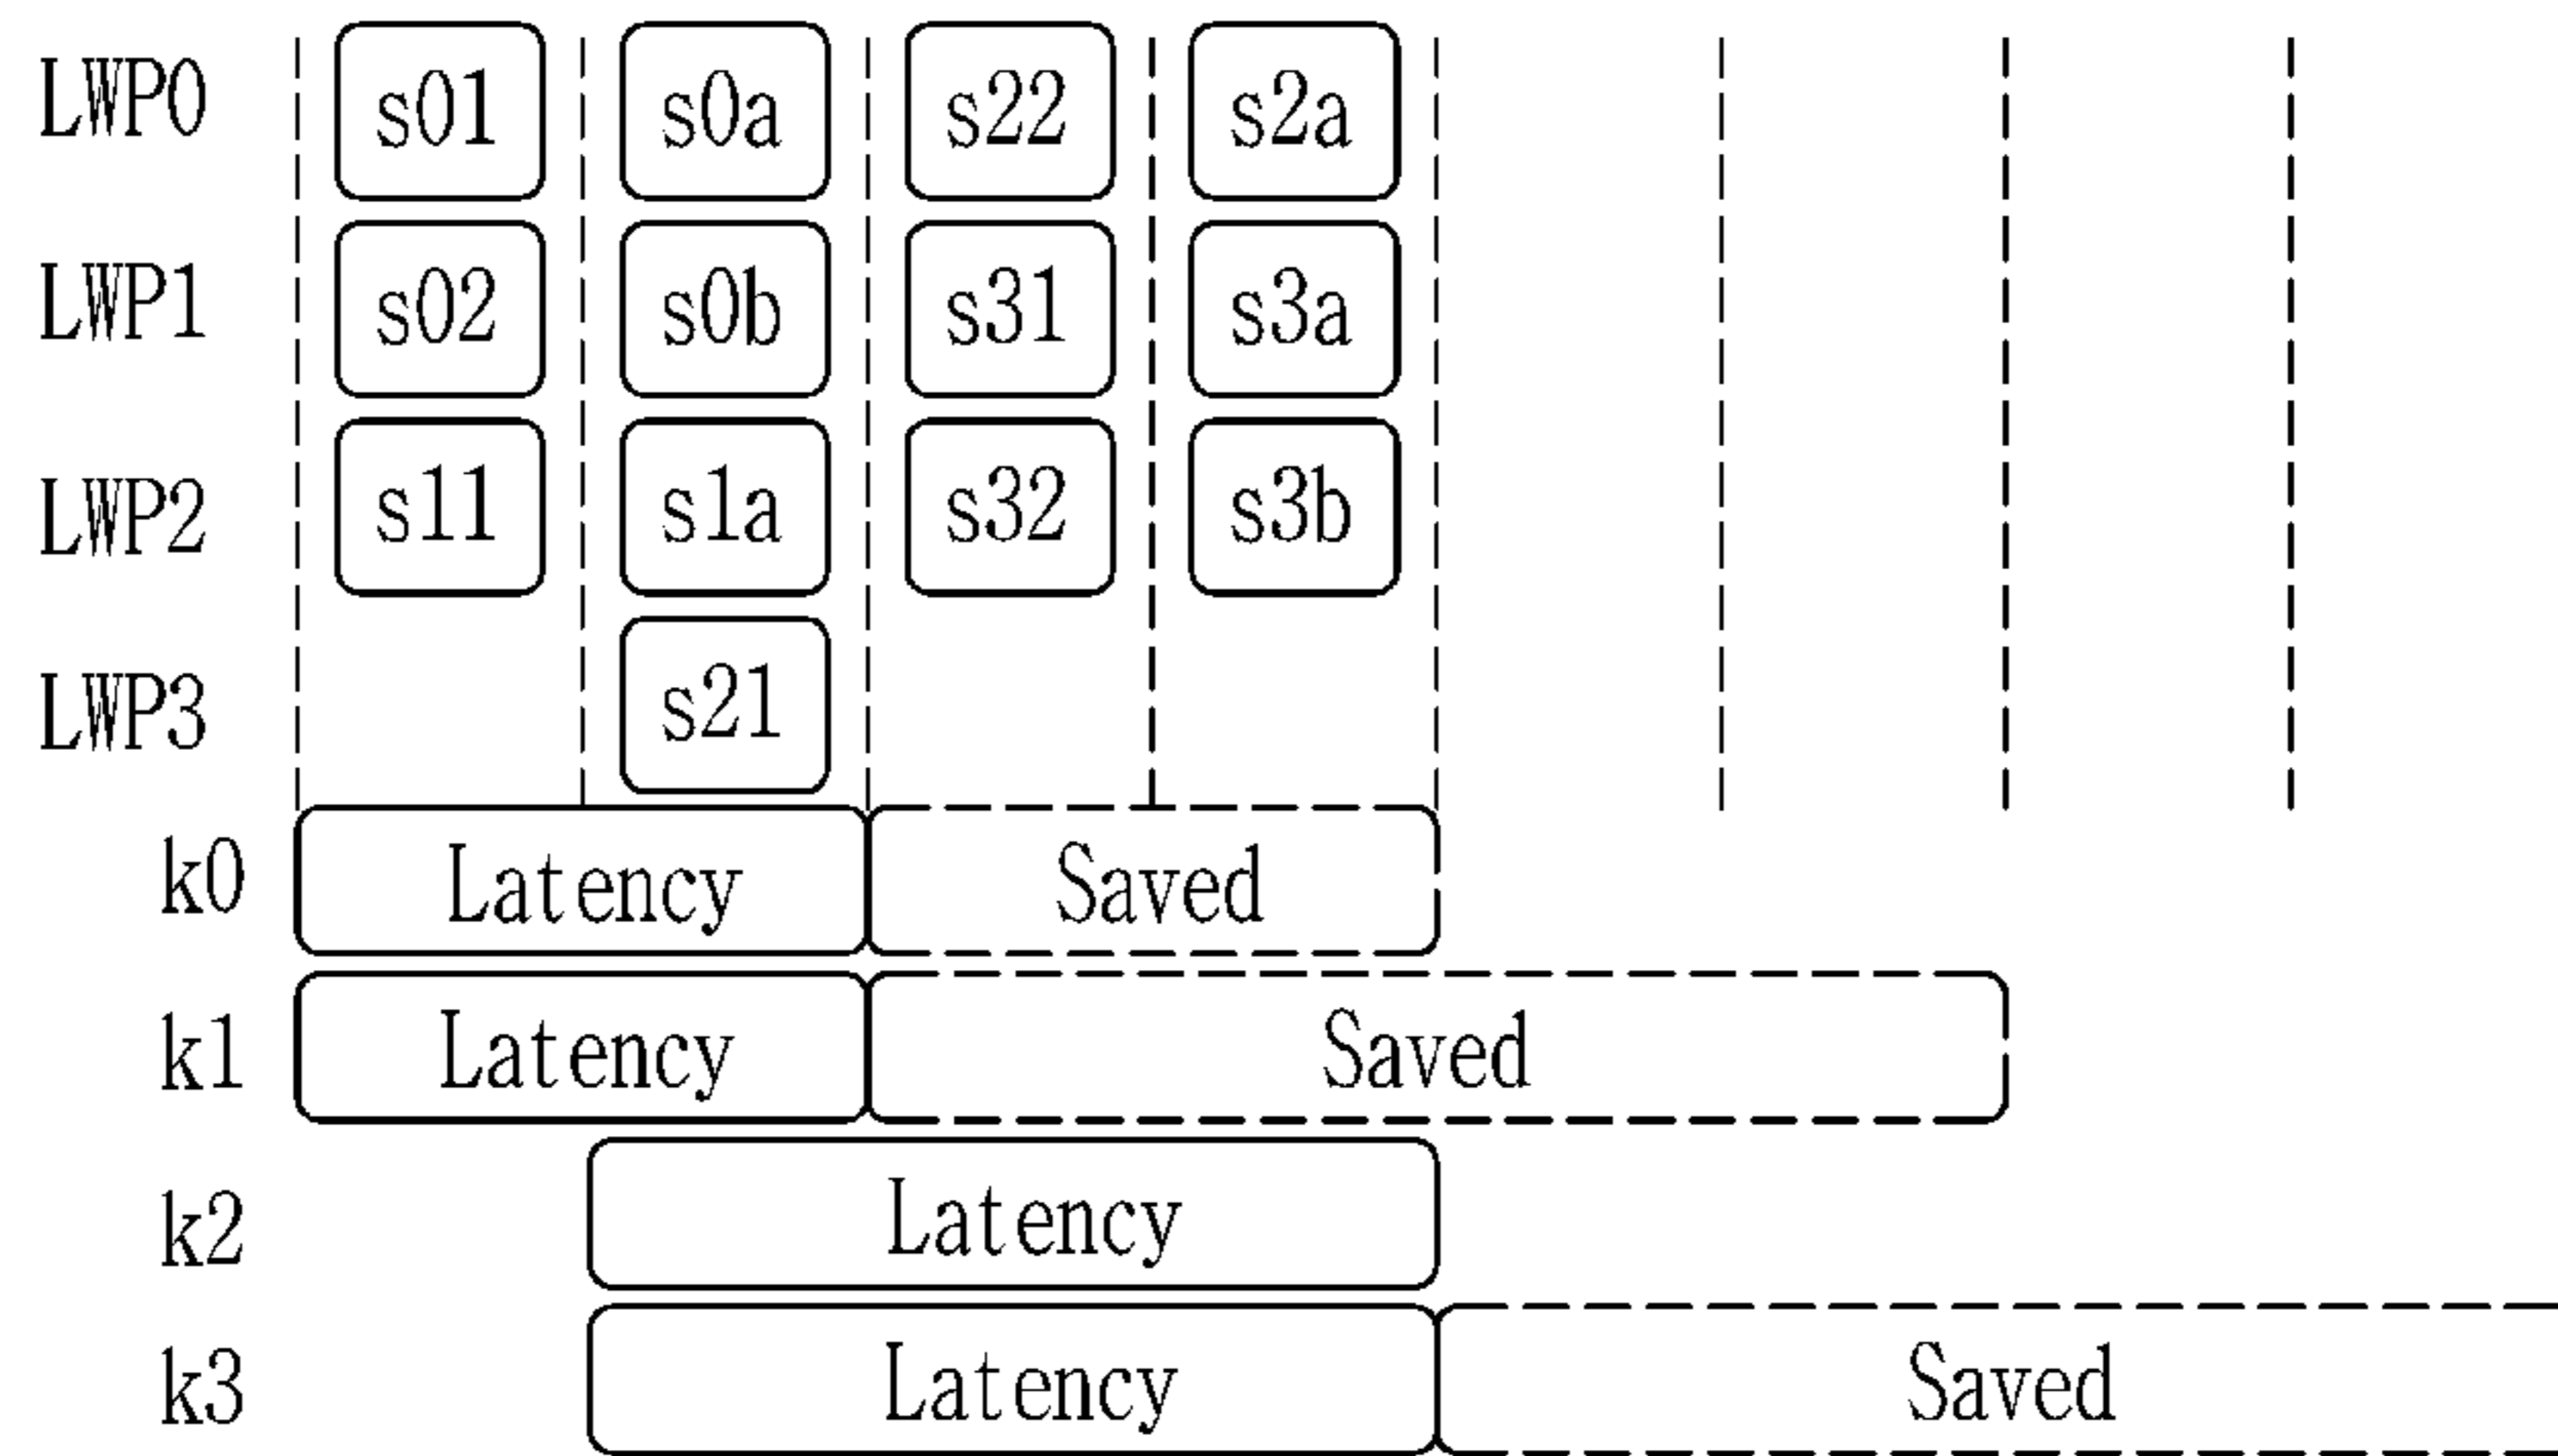 LWP0 s01 s0a s22 s2a
LWP1 s02 s0b s31 s3a
LWP2 s11 s1a s32 s3b
LWP3 s21
k0 Latency Saved
k1 Latency Saved
k2 Latency
k3 Latency Saved